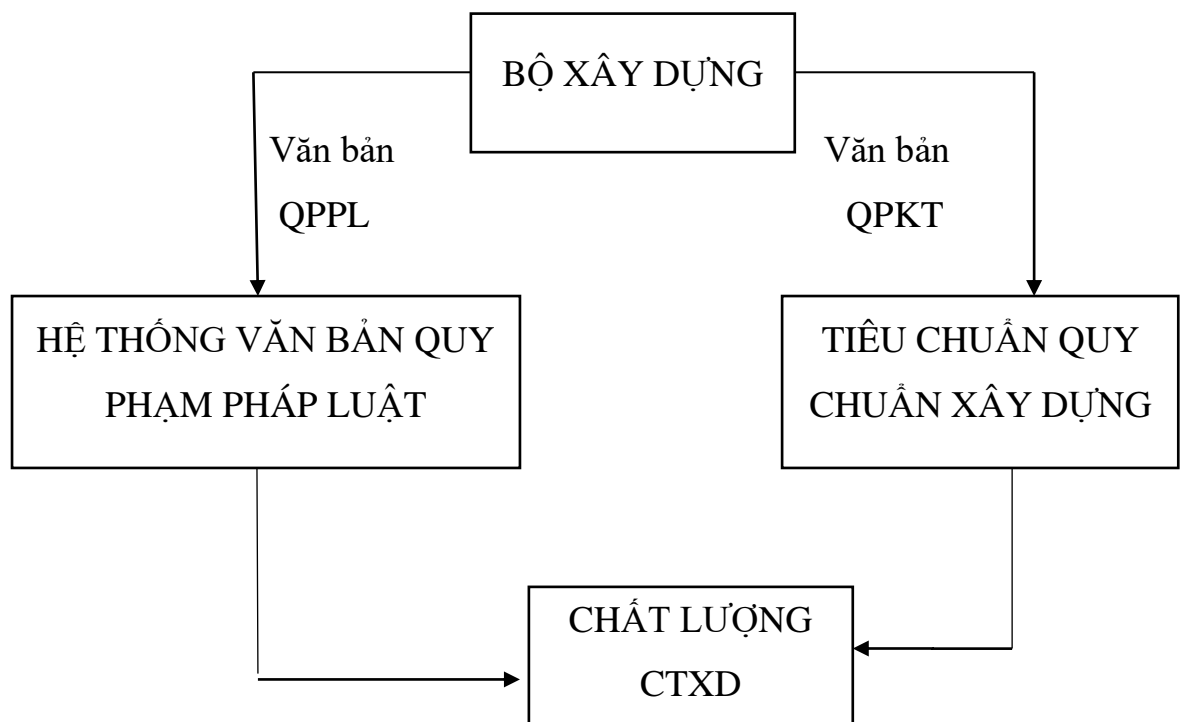 BỘ XÂY DỰNG
Văn bản
QPPL
Văn bản
QPKT
HỆ THỐNG VĂN BẢN QUY
PHẠM PHÁP LUẬT
TIÊU CHUẨN QUY
CHUẨN XÂY DỰNG
CHẤT LƯỢNG
CTXD